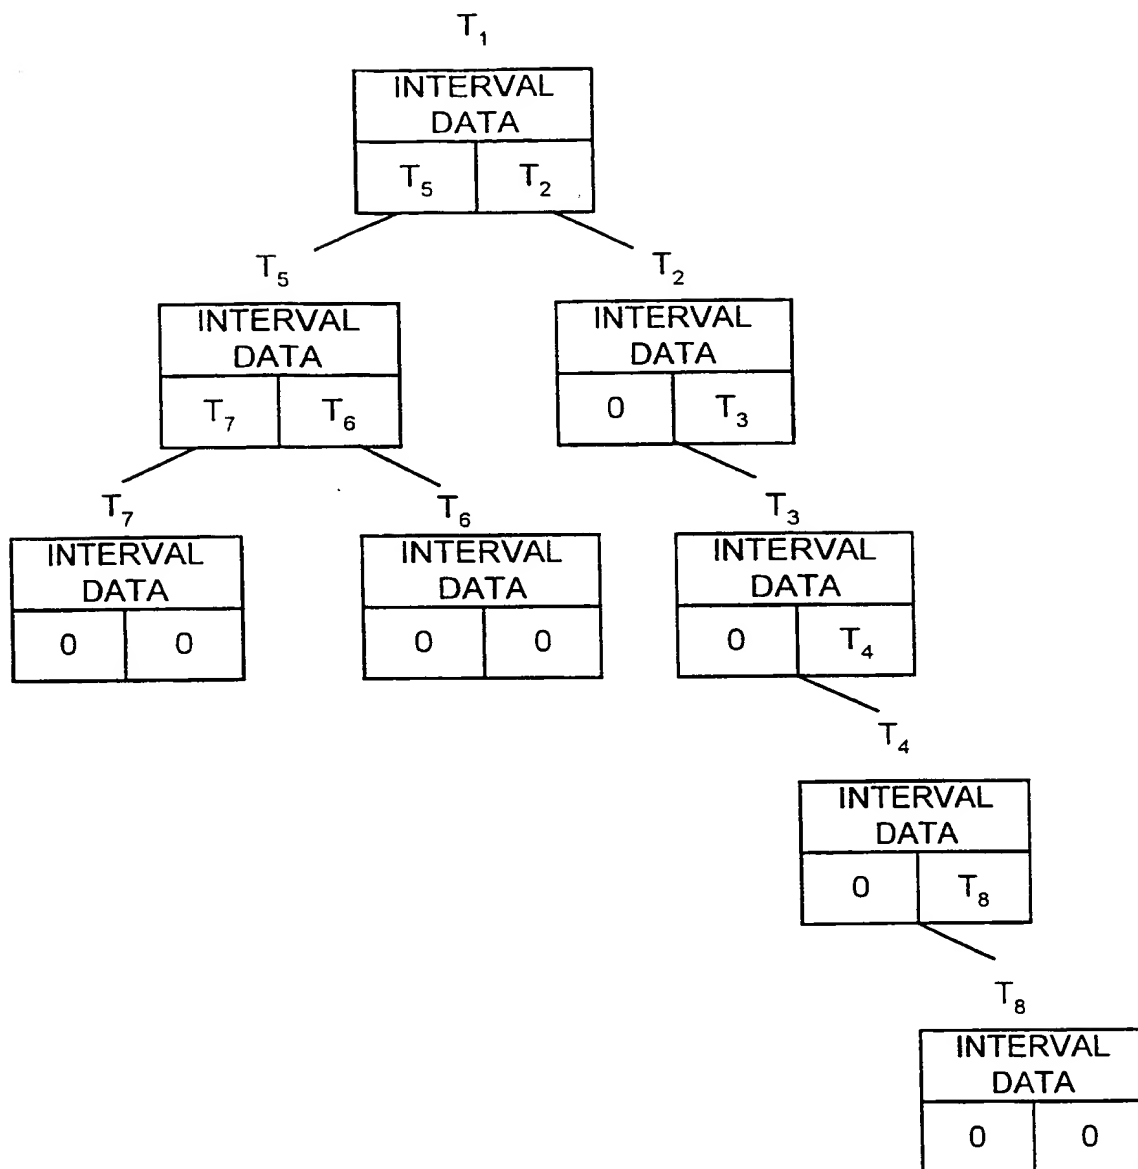 T₁
INTERVAL
DATA
T₅ T₂
T₅ T₂
INTERVAL
DATA
T₇ T₆
INTERVAL
DATA
0 T₃
T₇ T₆ T₃
INTERVAL
DATA
0 0
INTERVAL
DATA
0 0
INTERVAL
DATA
0 T₄
T₄
INTERVAL
DATA
0 T₈
T₈
INTERVAL
DATA
0 0